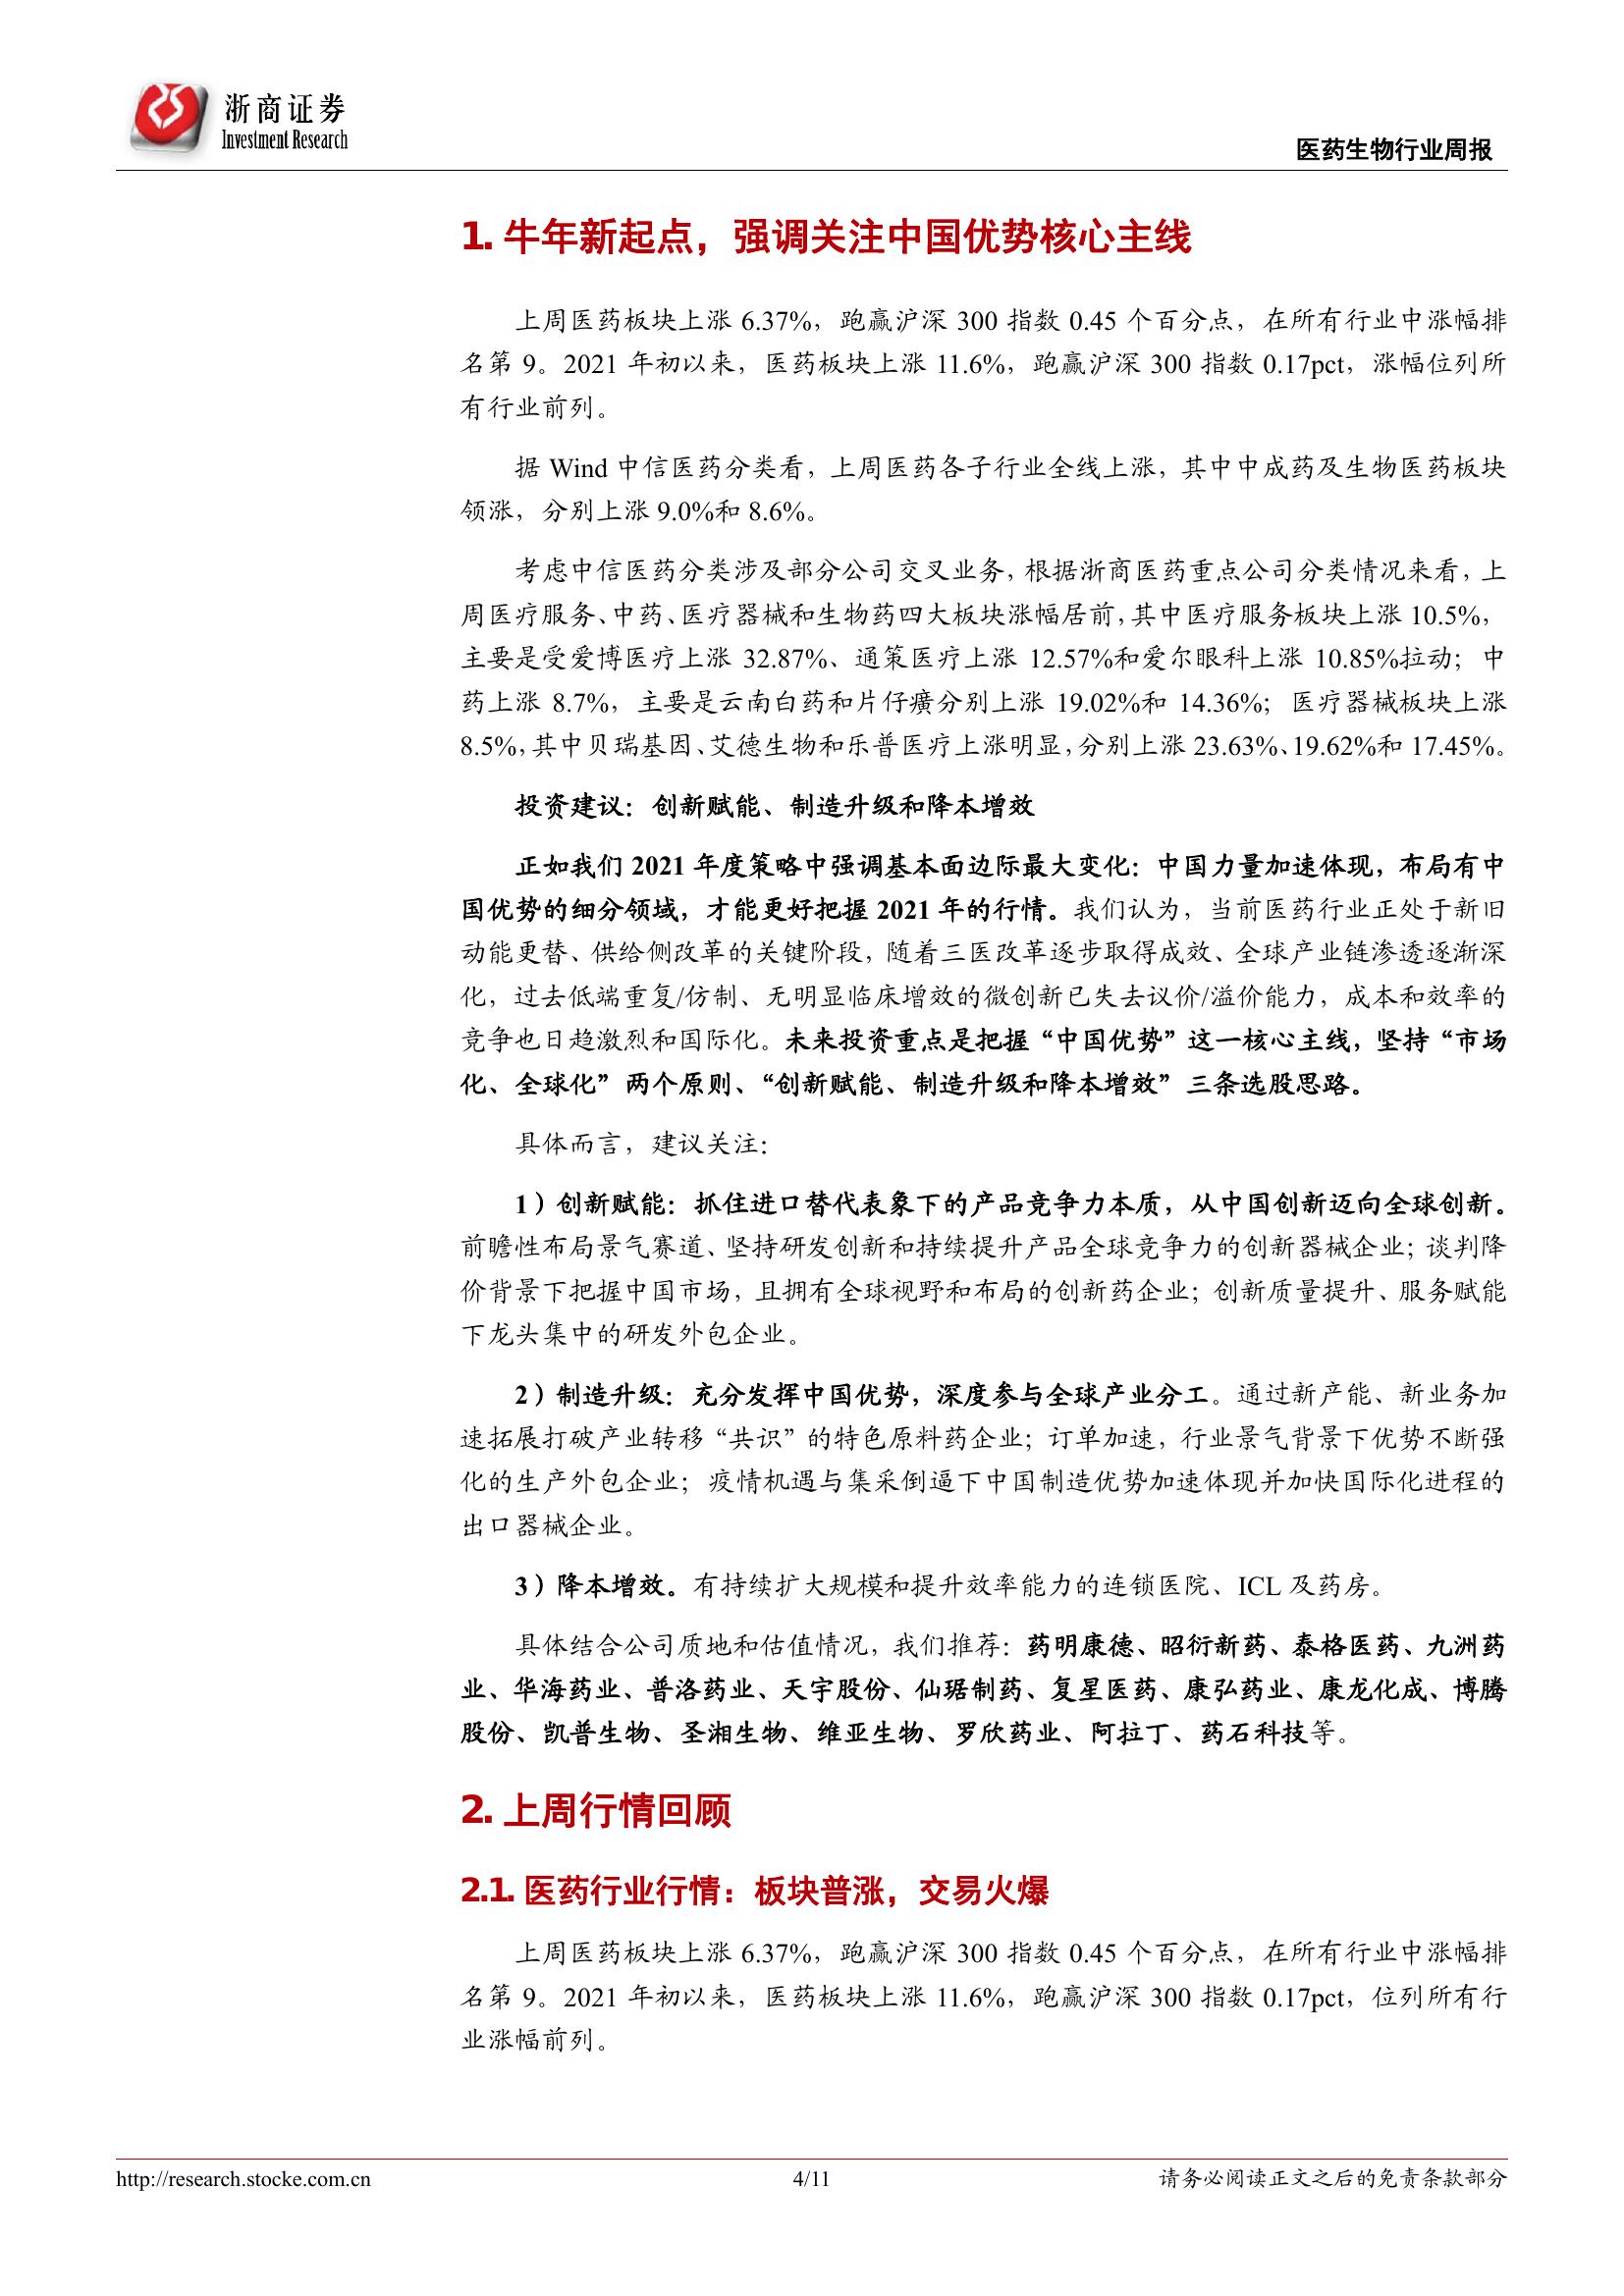 浙商证券
Investment Research
医药生物行业周报
1. 牛年新起点，强调关注中国优势核心主线
上周医药板块上涨 6.37%，跑赢沪深 300 指数 0.45 个百分点，在所有行业中涨幅排
名第 9。2021 年初以来，医药板块上涨 11.6%，跑赢沪深 300 指数 0.17pct，涨幅位列所
有行业前列。
据 Wind 中信医药分类看，上周医药各子行业全线上涨，其中中成药及生物医药板块
领涨，分别上涨 9.0%和 8.6%。
考虑中信医药分类涉及部分公司交叉业务，根据浙商医药重点公司分类情况来看，上
周医疗服务、中药、医疗器械和生物药四大板块涨幅居前，其中医疗服务板块上涨 10.5%，
主要是受爱博医疗上涨 32.87%、通策医疗上涨 12.57%和爱尔眼科上涨 10.85%拉动；中
药上涨 8.7%，主要是云南白药和片仔癀分别上涨 19.02%和 14.36%；医疗器械板块上涨
8.5%，其中贝瑞基因、艾德生物和乐普医疗上涨明显，分别上涨 23.63%、19.62%和 17.45%。
投资建议：创新赋能、制造升级和降本增效
正如我们 2021 年度策略中强调基本面边际最大变化：中国力量加速体现，布局有中
国优势的细分领域，才能更好把握 2021 年的行情。我们认为，当前医药行业正处于新旧
动能更替、供给侧改革的关键阶段，随着三医改革逐步取得成效、全球产业链渗透逐渐深
化，过去低端重复/仿制、无明显临床增效的微创新已失去议价/溢价能力，成本和效率的
竞争也日趋激烈和国际化。未来投资重点是把握“中国优势”这一核心主线，坚持“市场
化、全球化”两个原则、“创新赋能、制造升级和降本增效”三条选股思路。
具体而言，建议关注：
1）创新赋能：抓住进口替代表象下的产品竞争力本质，从中国创新迈向全球创新。
前瞻性布局景气赛道、坚持研发创新和持续提升产品全球竞争力的创新器械企业；谈判降
价背景下把握中国市场，且拥有全球视野和布局的创新药企业；创新质量提升、服务赋能
下龙头集中的研发外包企业。
2）制造升级：充分发挥中国优势，深度参与全球产业分工。通过新产能、新业务加
速拓展打破产业转移“共识”的特色原料药企业；订单加速，行业景气背景下优势不断强
化的生产外包企业；疫情机遇与集采倒逼下中国制造优势加速体现并加快国际化进程的
出口器械企业。
3）降本增效。有持续扩大规模和提升效率能力的连锁医院、ICL 及药房。
具体结合公司质地和估值情况，我们推荐：药明康德、昭衍新药、泰格医药、九洲药
业、华海药业、普洛药业、天宇股份、仙琚制药、复星医药、康弘药业、康龙化成、博腾
股份、凯普生物、圣湘生物、维亚生物、罗欣药业、阿拉丁、药石科技等。
2. 上周行情回顾
2.1. 医药行业行情：板块普涨，交易火爆
上周医药板块上涨 6.37%，跑赢沪深 300 指数 0.45 个百分点，在所有行业中涨幅排
名第 9。2021 年初以来，医药板块上涨 11.6%，跑赢沪深 300 指数 0.17pct，位列所有行
业涨幅前列。
http://research.stocke.com.cn
4/11
请务必阅读正文之后的免责条款部分